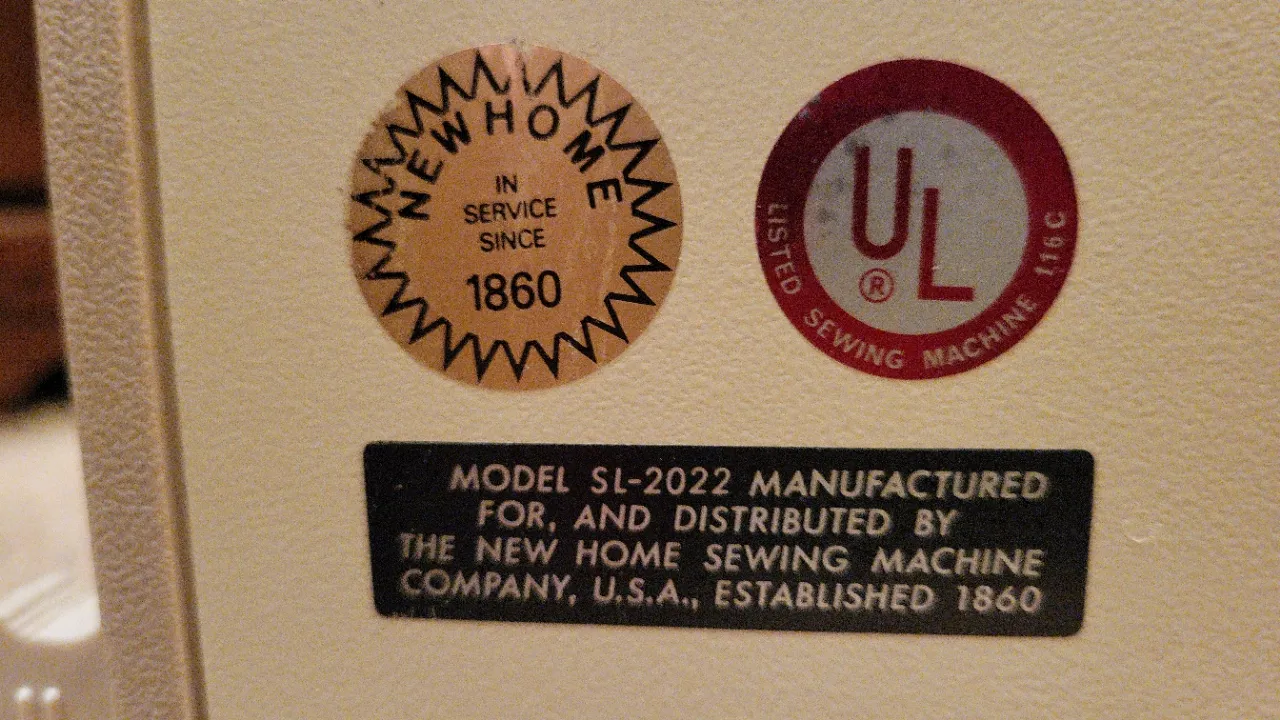 NEW HOME
IN
SERVICE
SINCE
1860
UL
®
LISTED SEWING MACHINE 116C
MODEL SL-2022 MANUFACTURED
FOR, AND DISTRIBUTED BY
THE NEW HOME SEWING MACHINE
COMPANY, U.S.A., ESTABLISHED 1860